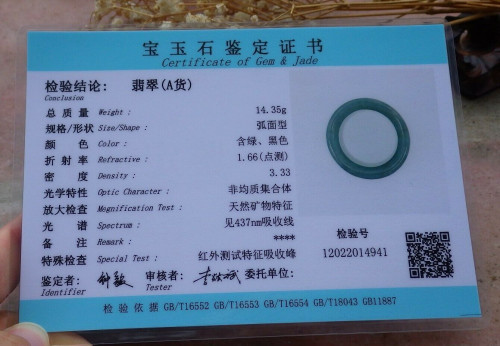 宝玉石鉴定证书
Certificate of Gem & Jade
检验结论: 翡翠(A货)
Conclusion
总质量 Weight: 14.35g
规格/形状 Size/Shape: 弧面型
颜色 Color: 含绿、黑色
折射率 Refractive: 1.66(点测)
密度 Density: 3.33
光学特性 Optic Character: 非均质集合体
放大检查 Magnification Test: 天然矿物特征
光谱 Spectrum: 见437nm吸收线
备注 Remark: ****
特殊检查 Special Test: 红外测试特征吸收峰
检验号
12022014941
鉴定者: 审核者: 委托单位:
Identifier Tester
检验依据 GB/T16552 GB/T16553 GB/T16554 GB/T18043 GB11887